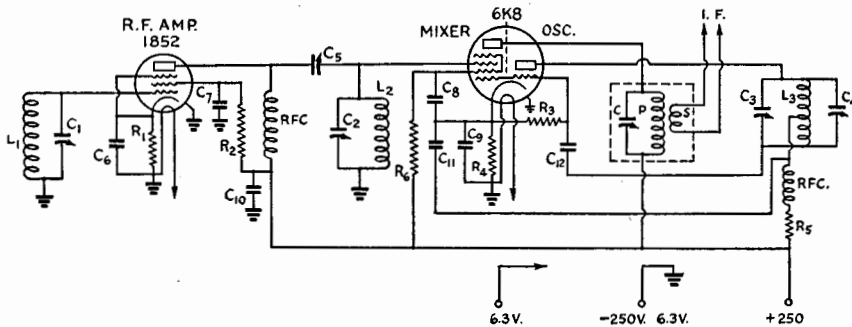 R.F. AMP.
1852
MIXER
6K8
OSC.
I. F.
L1
C1
C6
R1
C7
R2
C10
RFC
C5
C2
L2
R6
C8
C11
C9
R4
R3
C12
C
P
S
C3
L3
C4
RFC.
R5
6.3V.
-250V. 6.3V.
+250